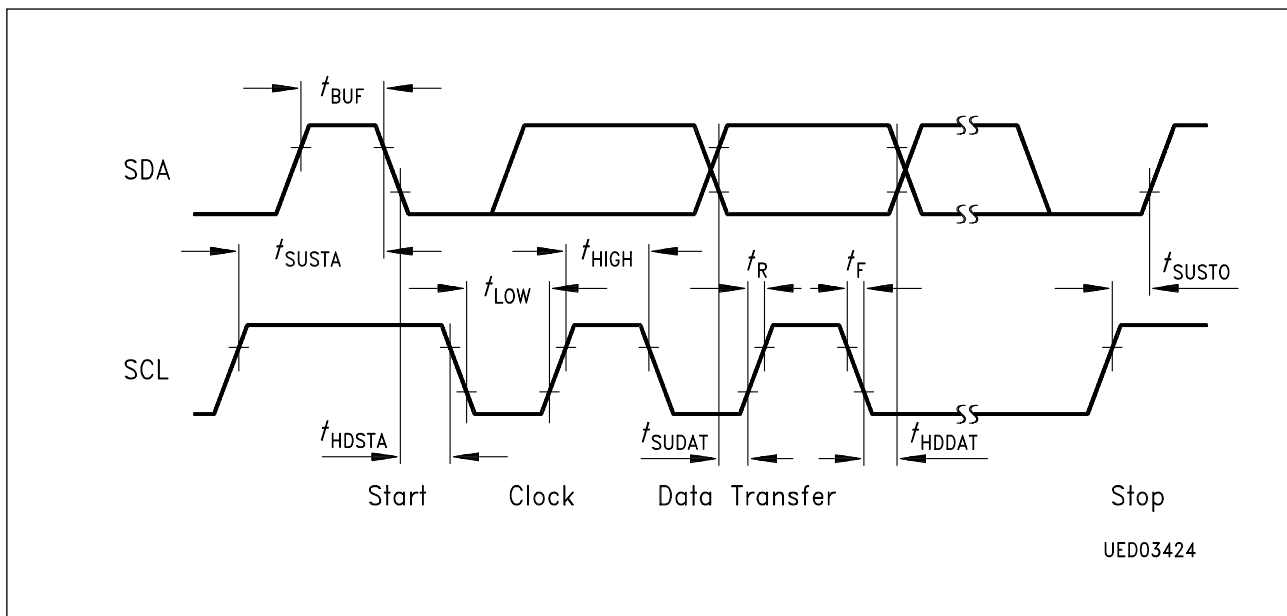 tBUF
SDA
tSUSTA
tHIGH
tR
tF
tSUSTO
tLOW
SCL
tHDSTA
tSUDAT
tHDDAT
Start
Clock
Data Transfer
Stop
UED03424